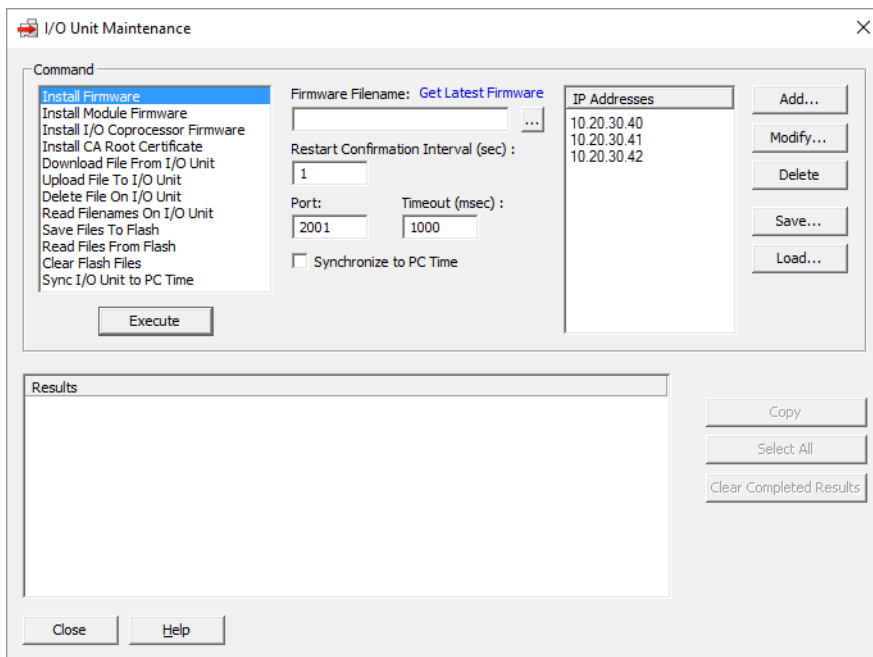 I/O Unit Maintenance
Command
Install Firmware
Install Module Firmware
Install I/O Coprocessor Firmware
Install CA Root Certificate
Download File From I/O Unit
Upload File To I/O Unit
Delete File On I/O Unit
Read Filenames On I/O Unit
Save Files To Flash
Read Files From Flash
Clear Flash Files
Sync I/O Unit to PC Time
Execute
Firmware Filename: Get Latest Firmware
...
Restart Confirmation Interval (sec) :
1
Port: Timeout (msec) :
2001 1000
Synchronize to PC Time
IP Addresses
10.20.30.40
10.20.30.41
10.20.30.42
Add...
Modify...
Delete
Save...
Load...
Results
Copy
Select All
Clear Completed Results
Close Help